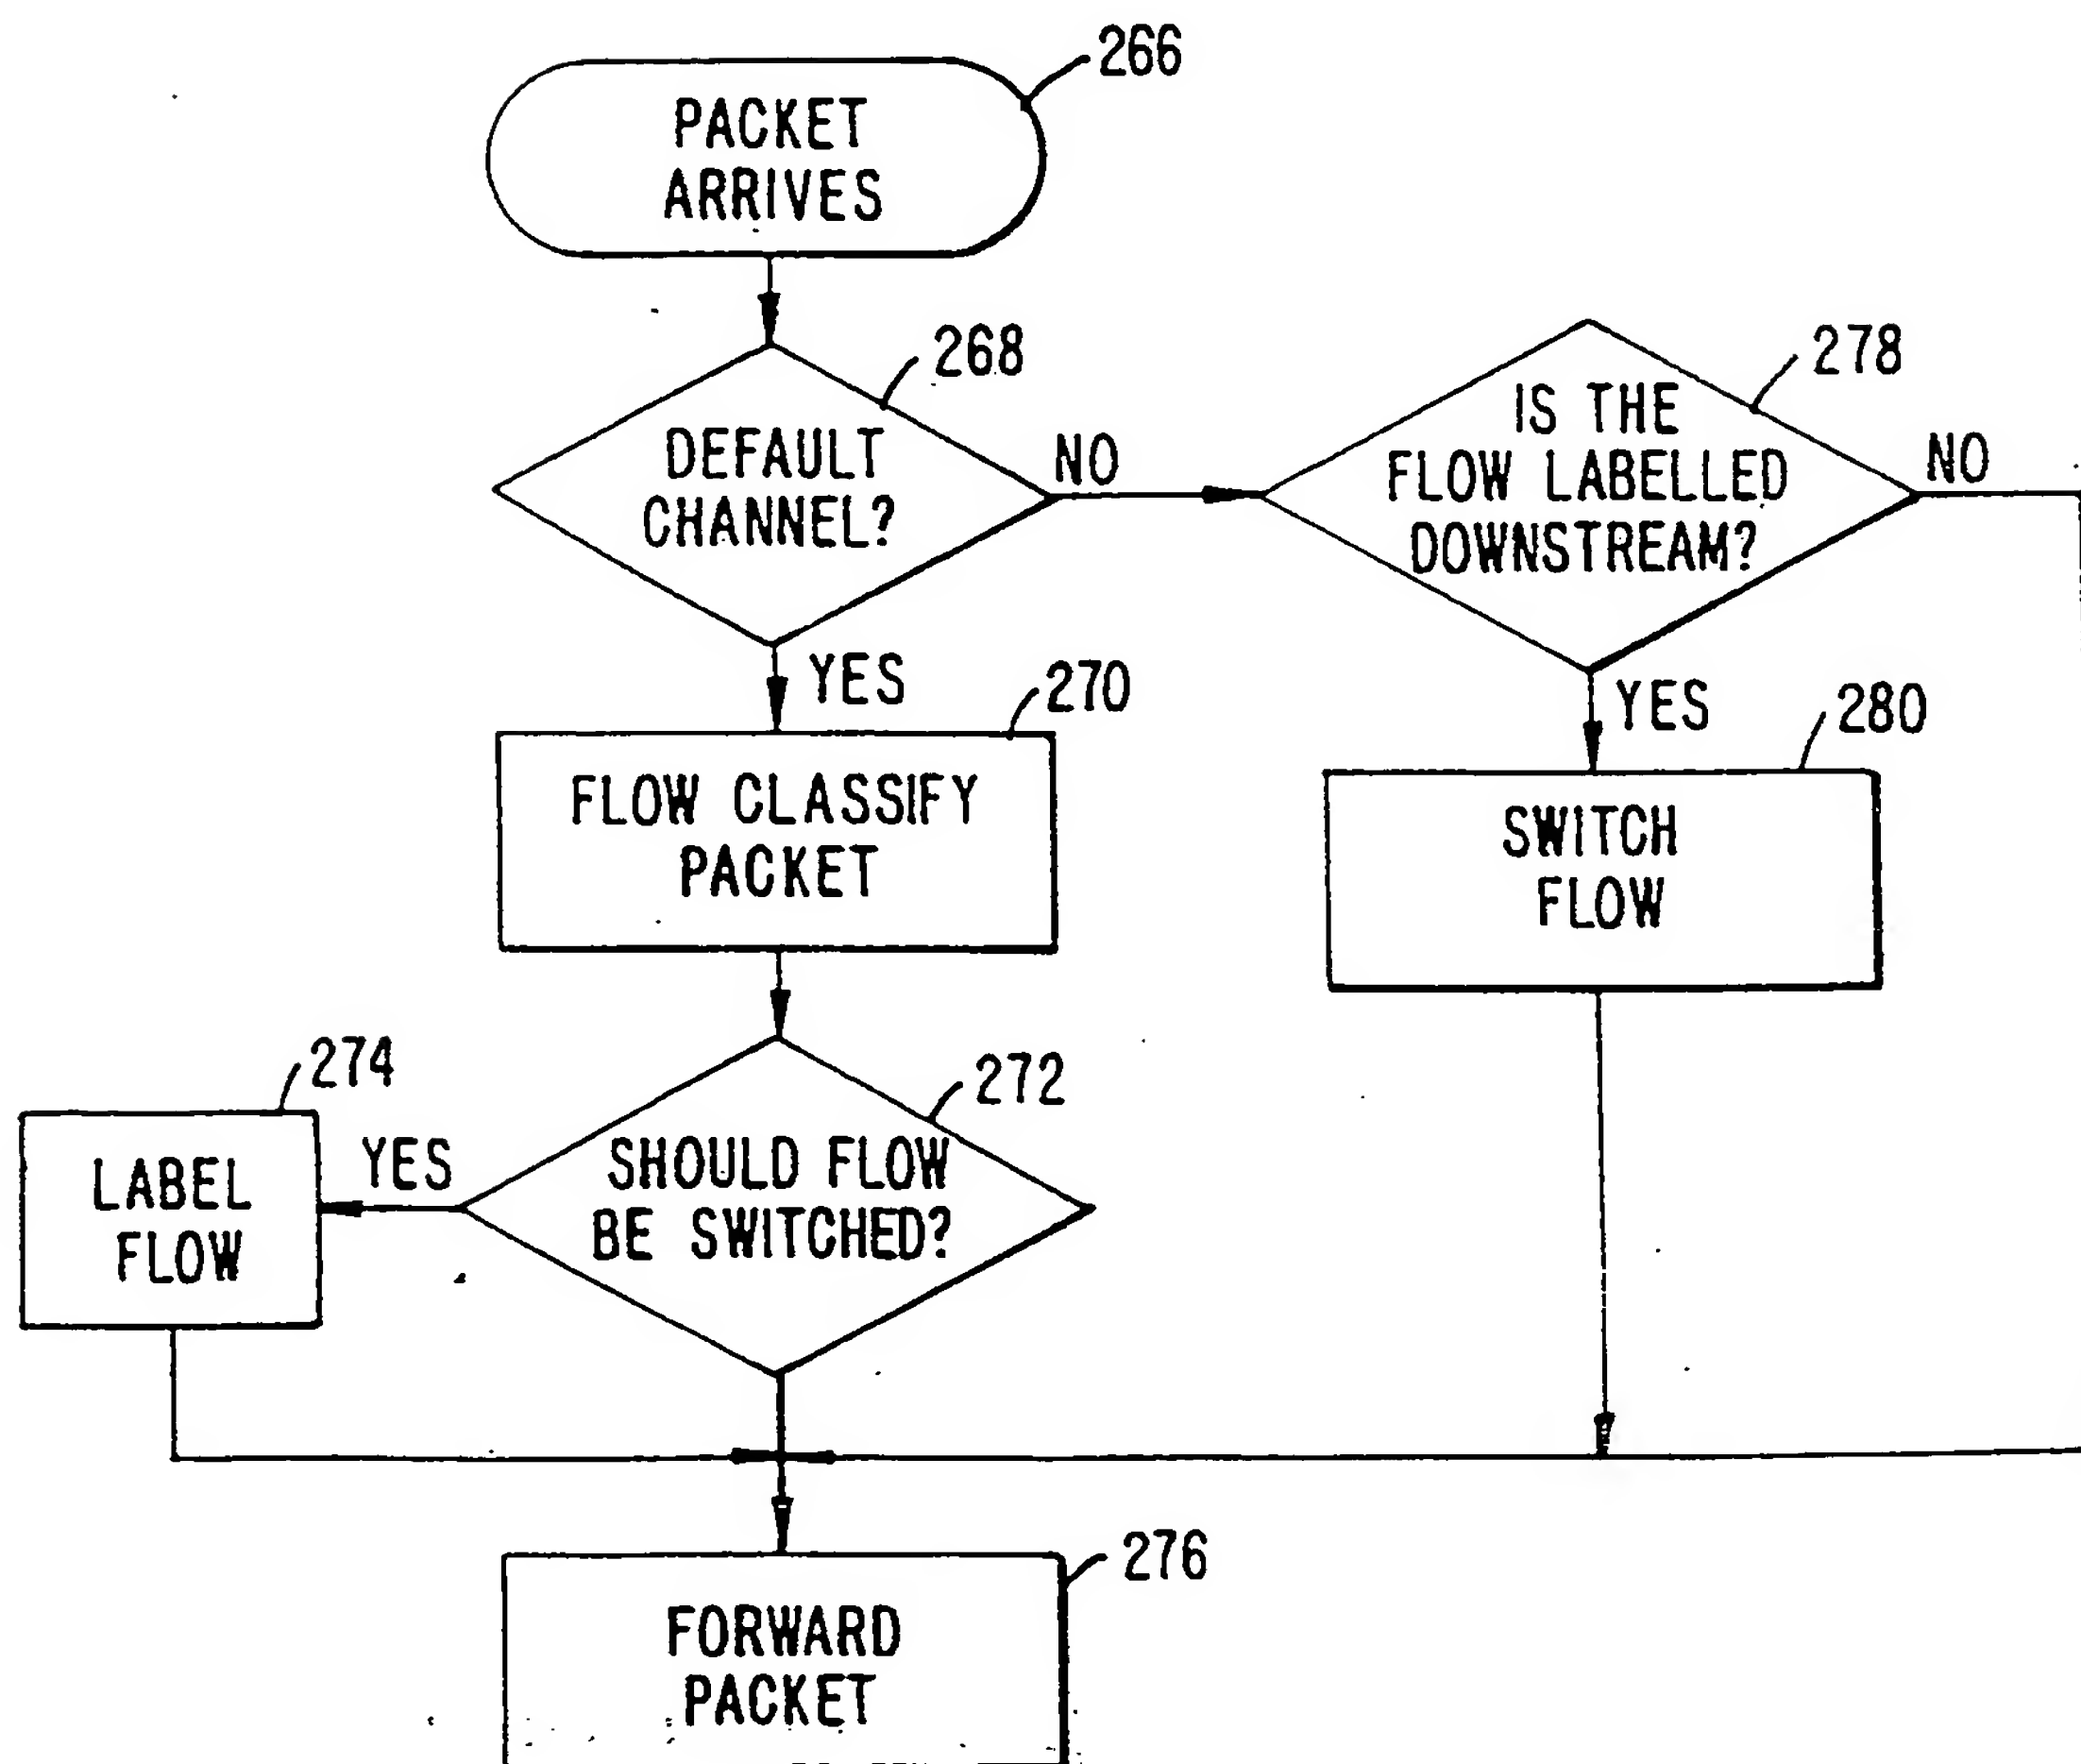 266
PACKET
ARRIVES
268
DEFAULT
CHANNEL?
NO
278
IS THE
FLOW LABELLED
DOWNSTREAM?
NO
YES
270
FLOW CLASSIFY
PACKET
YES
280
SWITCH
FLOW
274
LABEL
FLOW
YES
272
SHOULD FLOW
BE SWITCHED?
276
FORWARD
PACKET